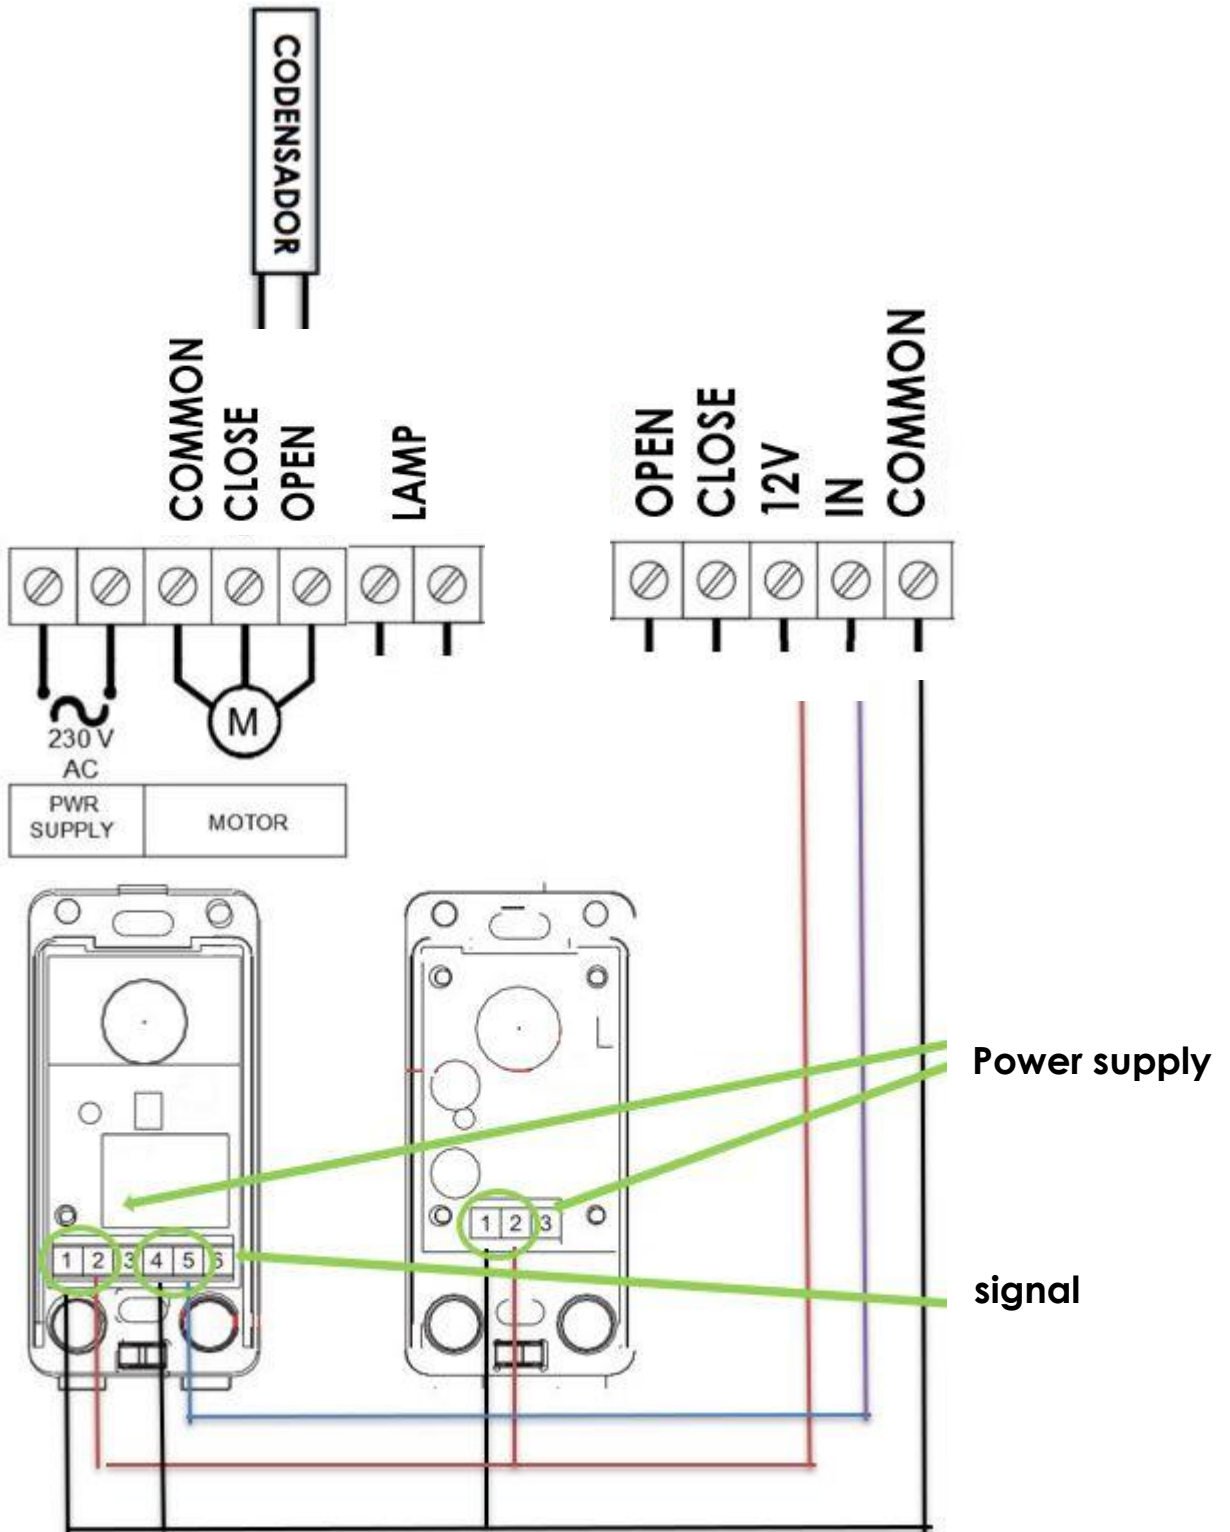 CODENSADOR
COMMON
CLOSE
OPEN
LAMP
OPEN
CLOSE
12V
IN
COMMON
M
230 V
AC
PWR
SUPPLY
MOTOR
Power supply
1 2 3
1 2 3 4 5 6
signal